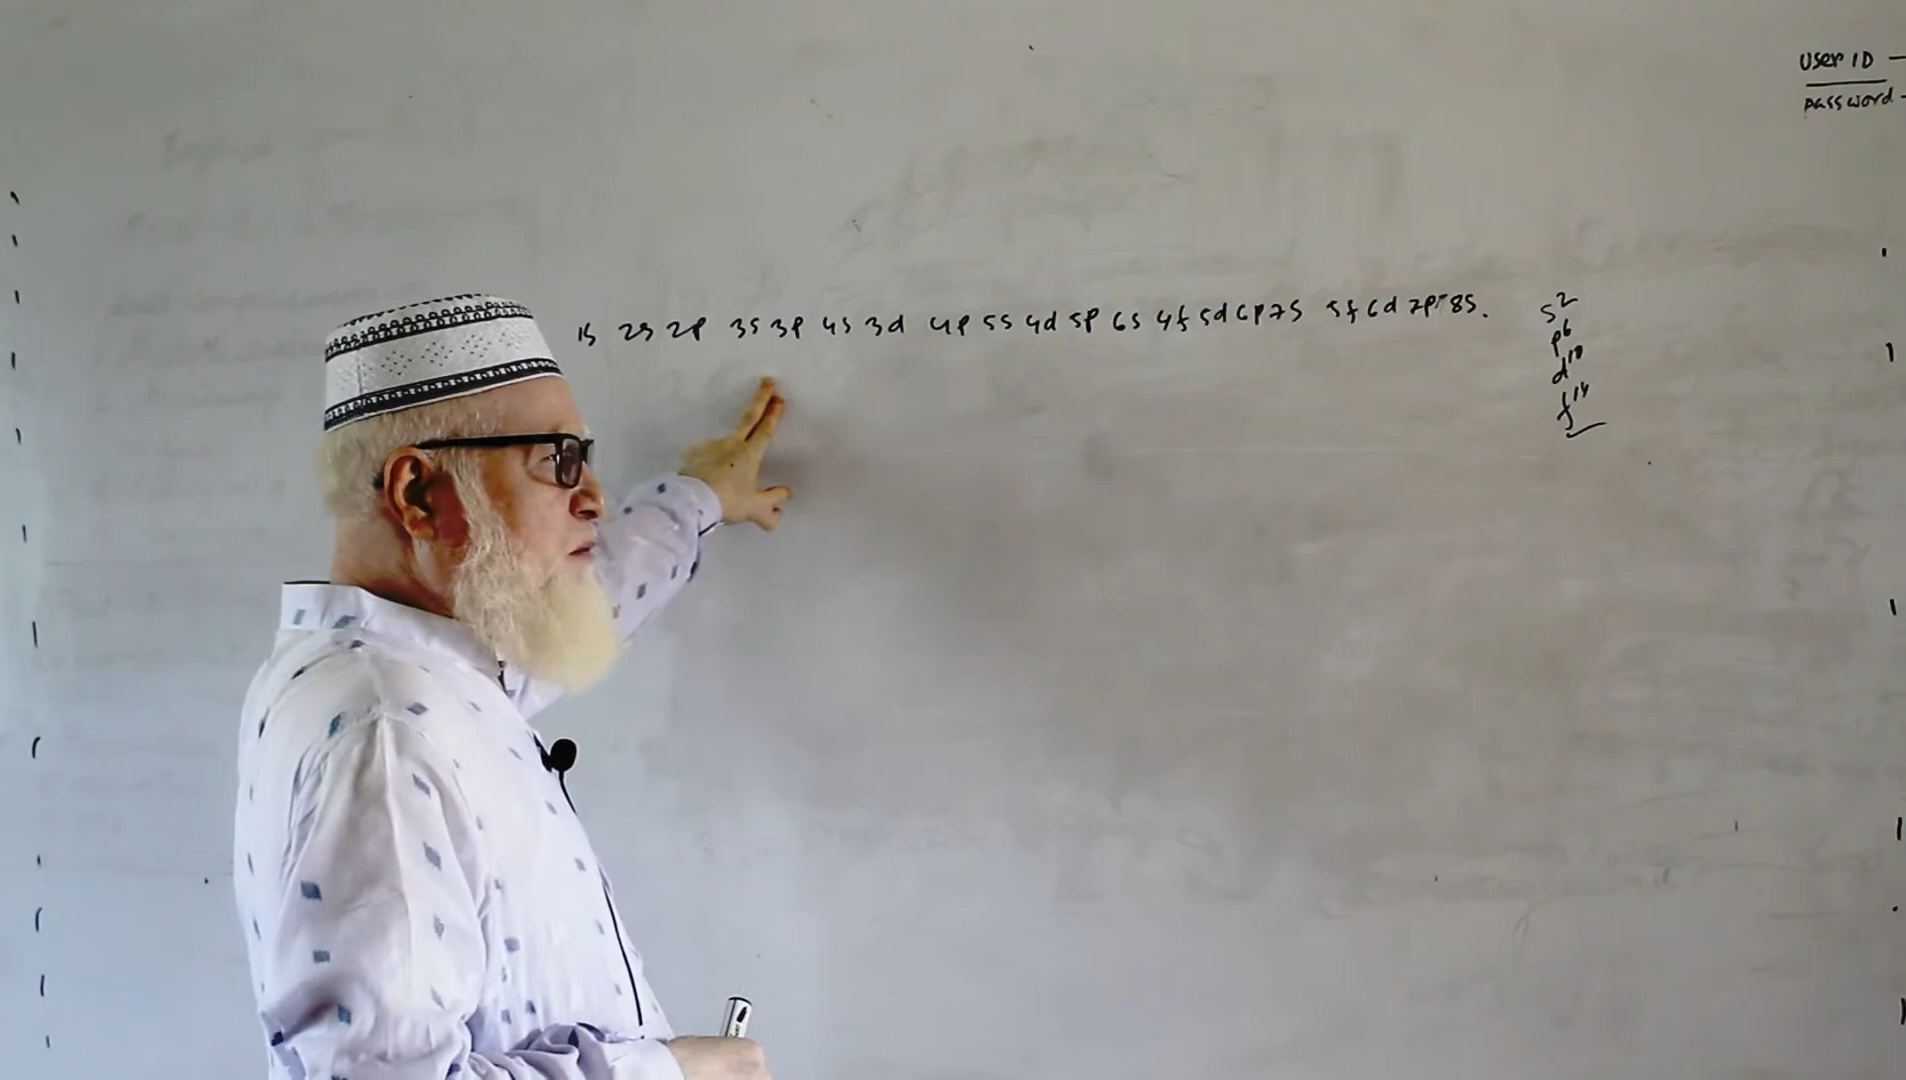 User ID -
password -
1s 2s 2p 3s 3p 4s 3d 4p 5s 4d 5p 6s 4f 5d 6p 7s 5f 6d 7p 8s.
s²
p⁶
d¹⁰
f¹⁴